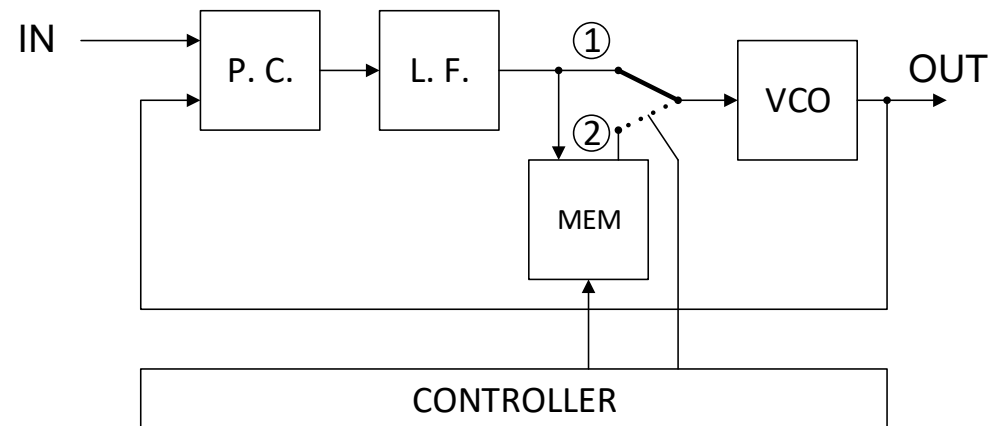 IN
P. C.
L. F.
①
②
MEM
VCO
OUT
CONTROLLER